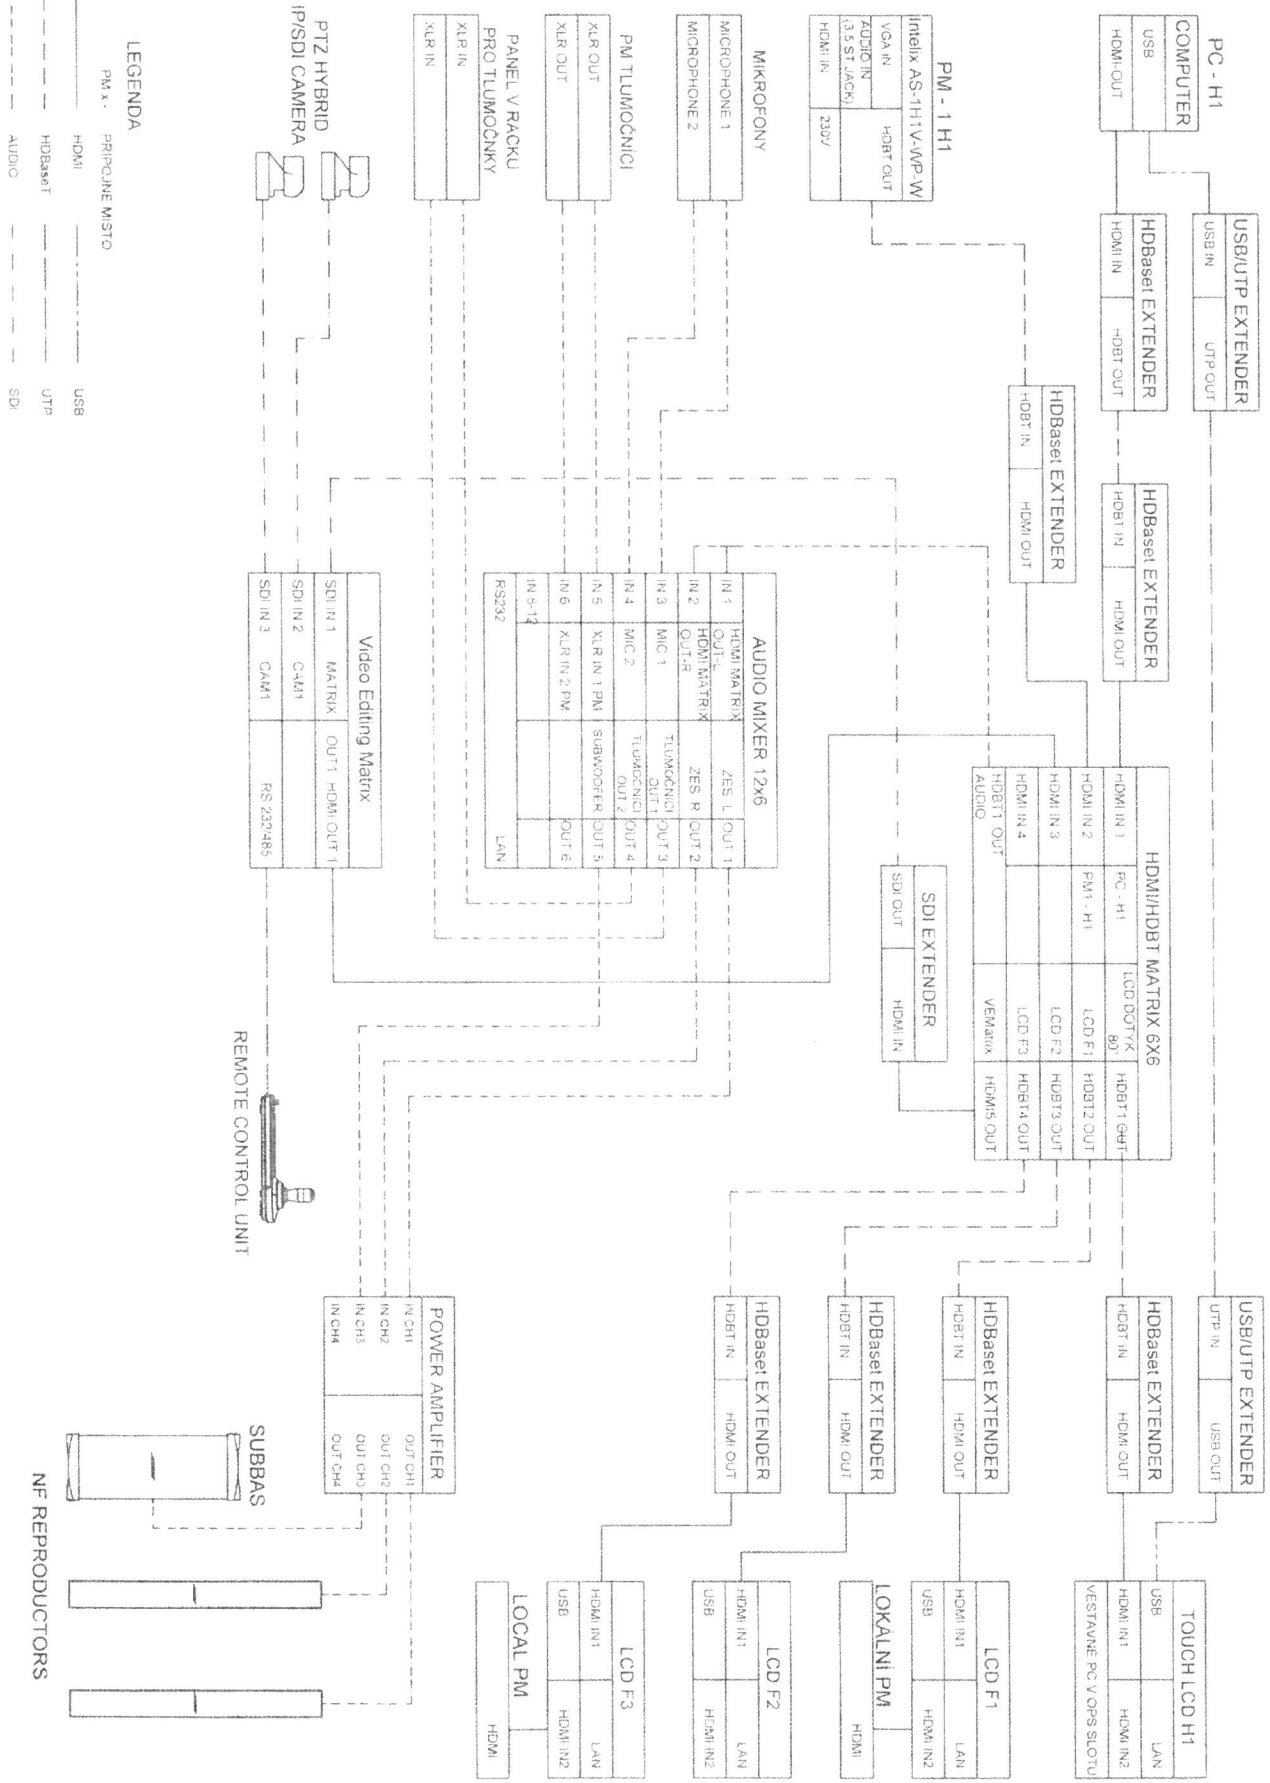 PC - H1
COMPUTER
USB
HDMI-OUT
USB/UTP EXTENDER
USB IN
UTP OUT
HDBaset EXTENDER
HDMI IN
HDBT OUT
HDBaset EXTENDER
HDBT IN
HDMI OUT
PM - 1 H1
Intelix AS-1H1V-WP-W
VGA IN
HDBT OUT
AUDIO IN
(3,5 ST.JACK)
HDMI IN
230V
HDBaset EXTENDER
HDBT IN
HDMI OUT
HDMI/HDBT MATRIX 6X6
HDMI IN 1
PC - H1
LCD DOTYK
80"
HDBT1 OUT
HDMI IN 2
PM1 - H1
LCD F1
HDBT2 OUT
HDMI IN 3
LCD F2
HDBT3 OUT
HDMI IN 4
LCD F3
HDBT4 OUT
HDBT1 OUT
AUDIO
VEMatrix
HDMI5 OUT
SDI EXTENDER
SDI OUT
HDMI IN
USB/UTP EXTENDER
UTP IN
USB OUT
HDBaset EXTENDER
HDBT IN
HDMI OUT
HDBaset EXTENDER
HDBT IN
HDMI OUT
HDBaset EXTENDER
HDBT IN
HDMI OUT
HDBaset EXTENDER
HDBT IN
HDMI OUT
TOUCH LCD H1
USB
LAN
HDMI IN1
HDMI IN2
VESTAVNÉ PC V OPS SLOTU
LCD F1
HDMI IN1
LAN
USB
HDMI IN2
LOKÁLNÍ PM
HDMI
LCD F2
HDMI IN1
LAN
USB
HDMI IN2
LCD F3
HDMI IN1
LAN
USB
HDMI IN2
LOCAL PM
HDMI
MIKROFONY
MICROPHONE 1
MICROPHONE 2
PM TLUMOČNÍCI
XLR OUT
XLR OUT
PANEL V RACKU
PRO TLUMOČNÍKY
XLR IN
XLR IN
AUDIO MIXER 12x6
IN 1
HDMI MATRIX
OUT-L
ZES L
OUT 1
IN 2
HDMI MATRIX
OUT-R
ZES R
OUT 2
IN 3
MIC 1
TLUMOČNÍCI
OUT 1
OUT 3
IN 4
MIC 2
TLUMOČNÍCI
OUT 2
OUT 4
IN 5
XLR IN 1 PM
SUBWOOFER
OUT 5
IN 6
XLR IN 2 PM
OUT 6
IN 8-12
RS232
LAN
PTZ HYBRID
IP/SDI CAMERA
Video Editing Matrix
SDI IN 1
MATRIX
OUT1 HDMI OUT 1
SDI IN 2
CAM1
SDI IN 3
CAM1
RS 232/485
REMOTE CONTROL UNIT
POWER AMPLIFIER
IN CH1
OUT CH1
IN CH2
OUT CH2
IN CH3
OUT CH3
IN CH4
OUT CH4
SUBBAS
NF REPRODUCTORS
LEGENDA
PM x - PŘÍPOJNÉ MÍSTO
HDMI
USB
HDBaseT
UTP
AUDIO
SDI